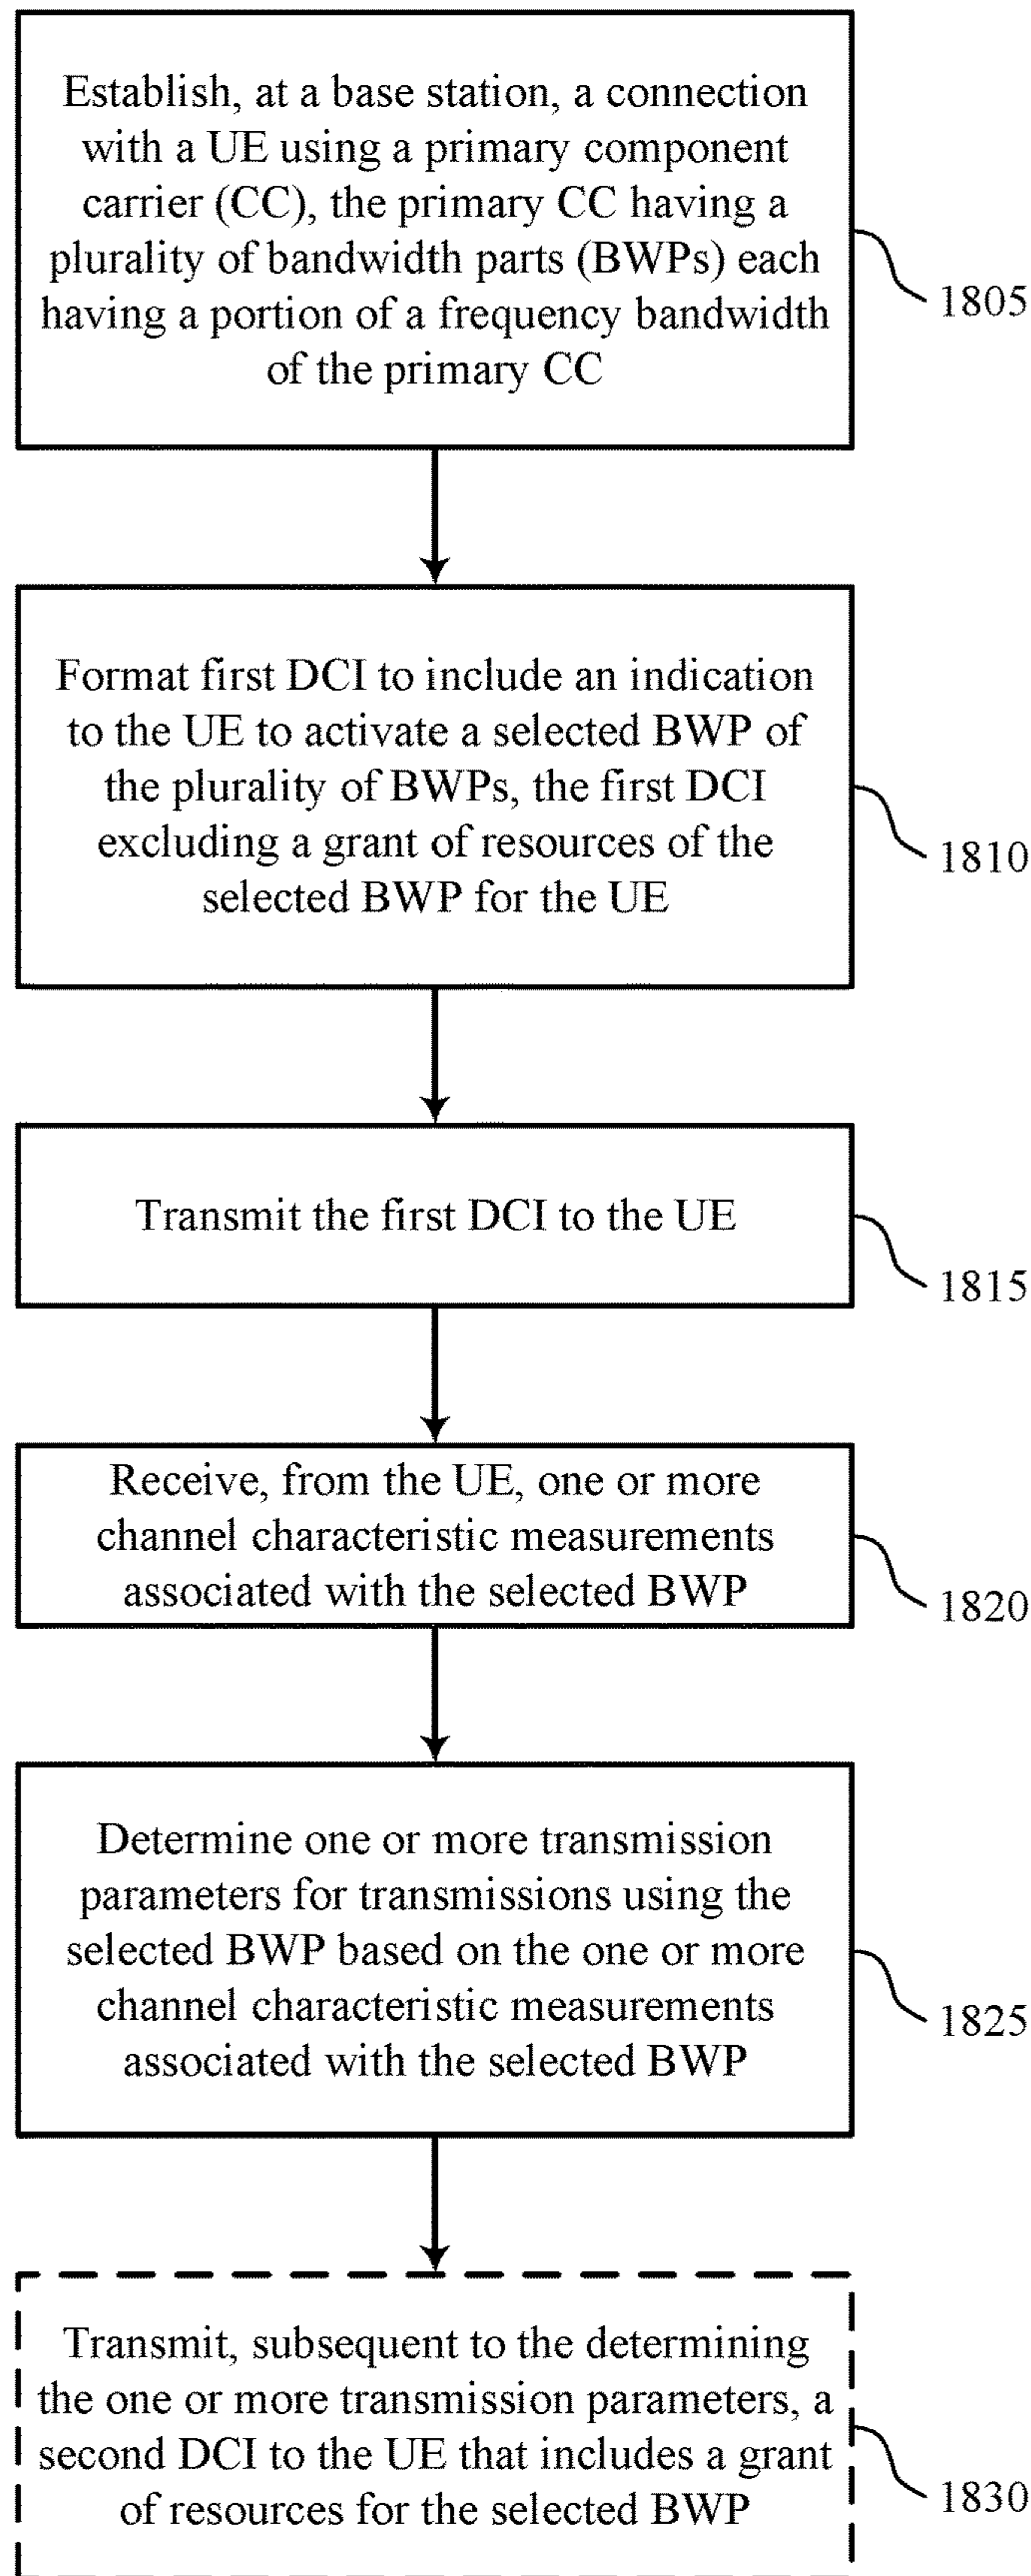 Establish, at a base station, a connection
with a UE using a primary component
carrier (CC), the primary CC having a
plurality of bandwidth parts (BWPs) each
having a portion of a frequency bandwidth
of the primary CC
1805
Format first DCI to include an indication
to the UE to activate a selected BWP of
the plurality of BWPs, the first DCI
excluding a grant of resources of the
selected BWP for the UE
1810
Transmit the first DCI to the UE
1815
Receive, from the UE, one or more
channel characteristic measurements
associated with the selected BWP
1820
Determine one or more transmission
parameters for transmissions using the
selected BWP based on the one or more
channel characteristic measurements
associated with the selected BWP
1825
Transmit, subsequent to the determining
the one or more transmission parameters, a
second DCI to the UE that includes a grant
of resources for the selected BWP
1830